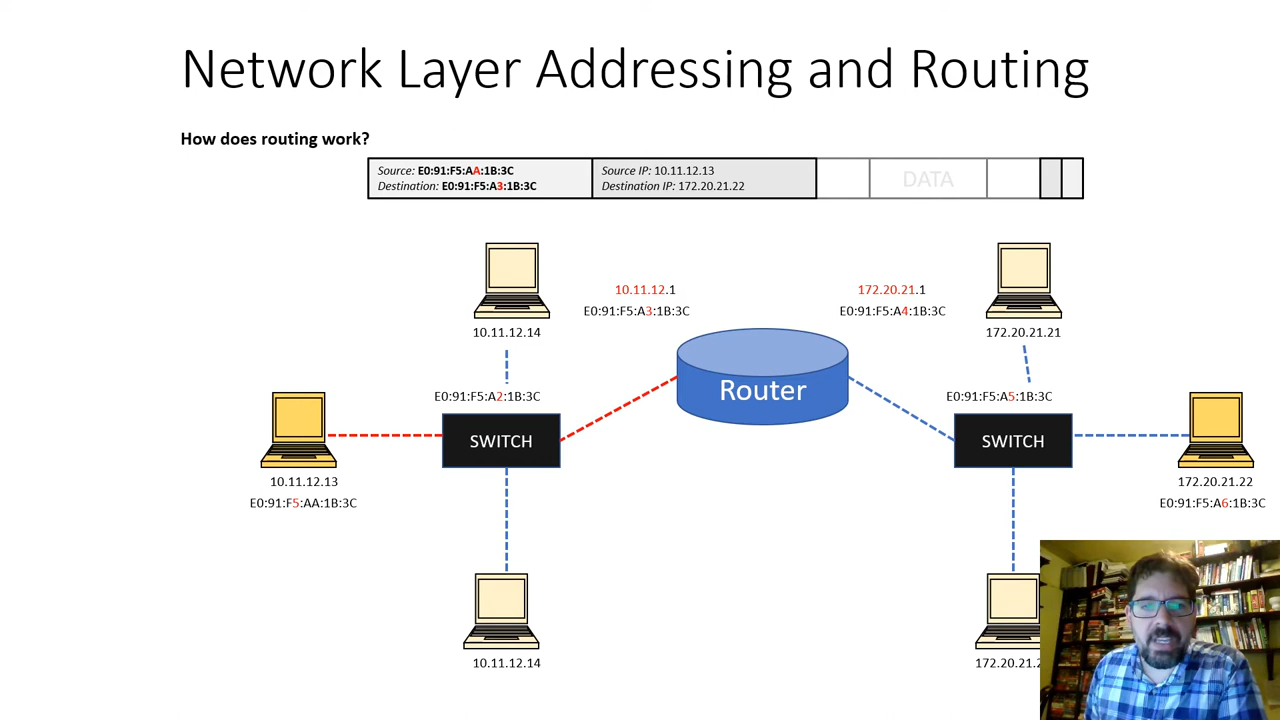 Network Layer Addressing and Routing
How does routing work?
Source: E0:91:F5:AA:1B:3C
Destination: E0:91:F5:A3:1B:3C
Source IP: 10.11.12.13
Destination IP: 172.20.21.22
DATA
10.11.12.1
E0:91:F5:A3:1B:3C
172.20.21.1
E0:91:F5:A4:1B:3C
10.11.12.14
172.20.21.21
Router
E0:91:F5:A2:1B:3C
E0:91:F5:A5:1B:3C
SWITCH
SWITCH
10.11.12.13
E0:91:F5:AA:1B:3C
172.20.21.22
E0:91:F5:A6:1B:3C
10.11.12.14